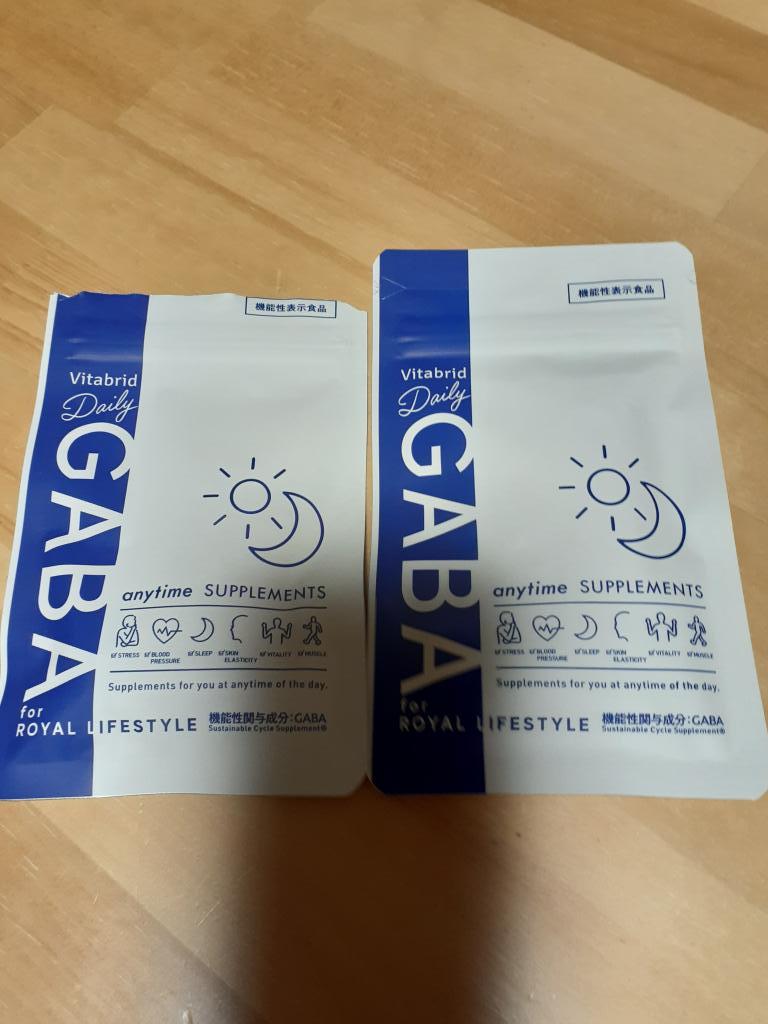 機能性表示食品
Vitabrid
Daily
GABA
anytime SUPPLEMENTS
STRESS
BLOOD PRESSURE
SLEEP
SKIN ELASTICITY
VITALITY
MUSCLE
Supplements for you at anytime of the day.
for
ROYAL LIFESTYLE
機能性関与成分:GABA
Sustainable Cycle Supplement®
機能性表示食品
Vitabrid
Daily
GABA
anytime SUPPLEMENTS
STRESS
BLOOD PRESSURE
SLEEP
SKIN ELASTICITY
VITALITY
MUSCLE
Supplements for you at anytime of the day.
for
ROYAL LIFESTYLE
機能性関与成分:GABA
Sustainable Cycle Supplement®